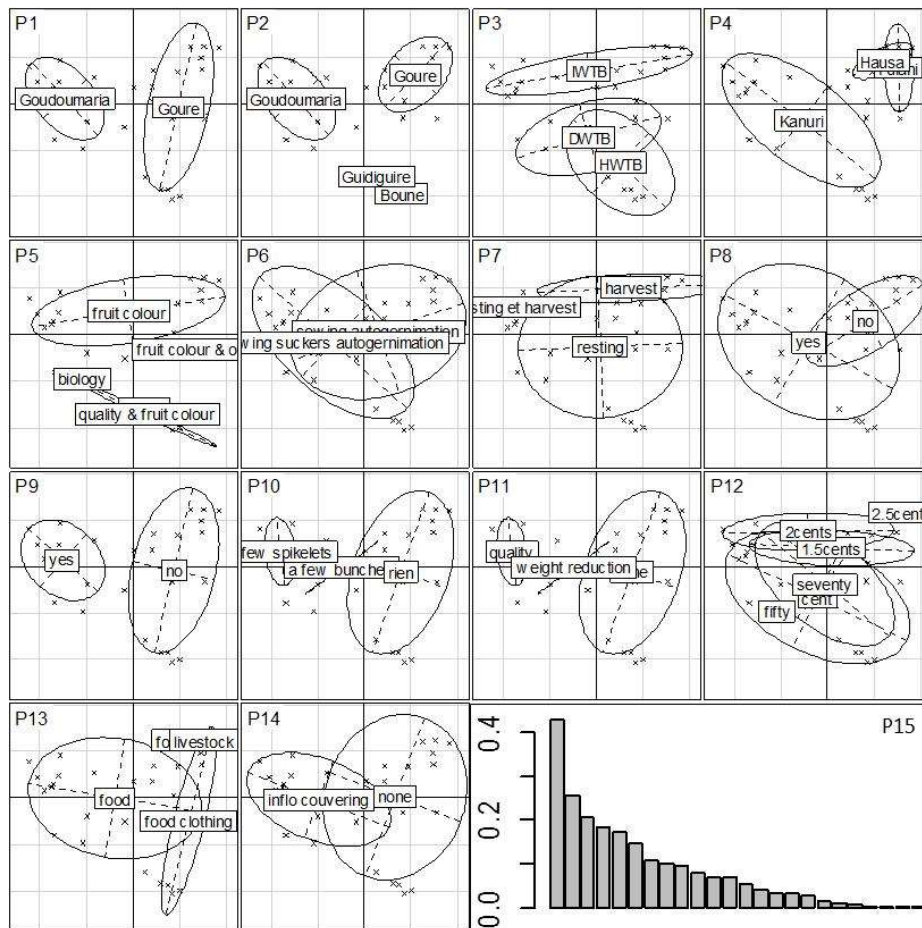 P1
Goudoumaria
Goure
P2
Goure
Goudoumaria
Guidiguire
Boune
P3
IWTB
DWTB
HWTB
P4
Hausa
Kanuri
P5
fruit colour
fruit colour & o
biology
quality & fruit colour
P6
sowing autogernimation
wing suckers autogernimation
P7
harvest
sting et harvest
resting
P8
no
yes
P9
yes
no
P10
few spikelets
a few bunche
rien
P11
quality
weight reduction
P12
2.5cent
2cents
1.5cents
seventy
fifty
cent
P13
fo
livestock
food
food clothing
P14
inflo couvering
none
P15
0.4
0.2
0.0